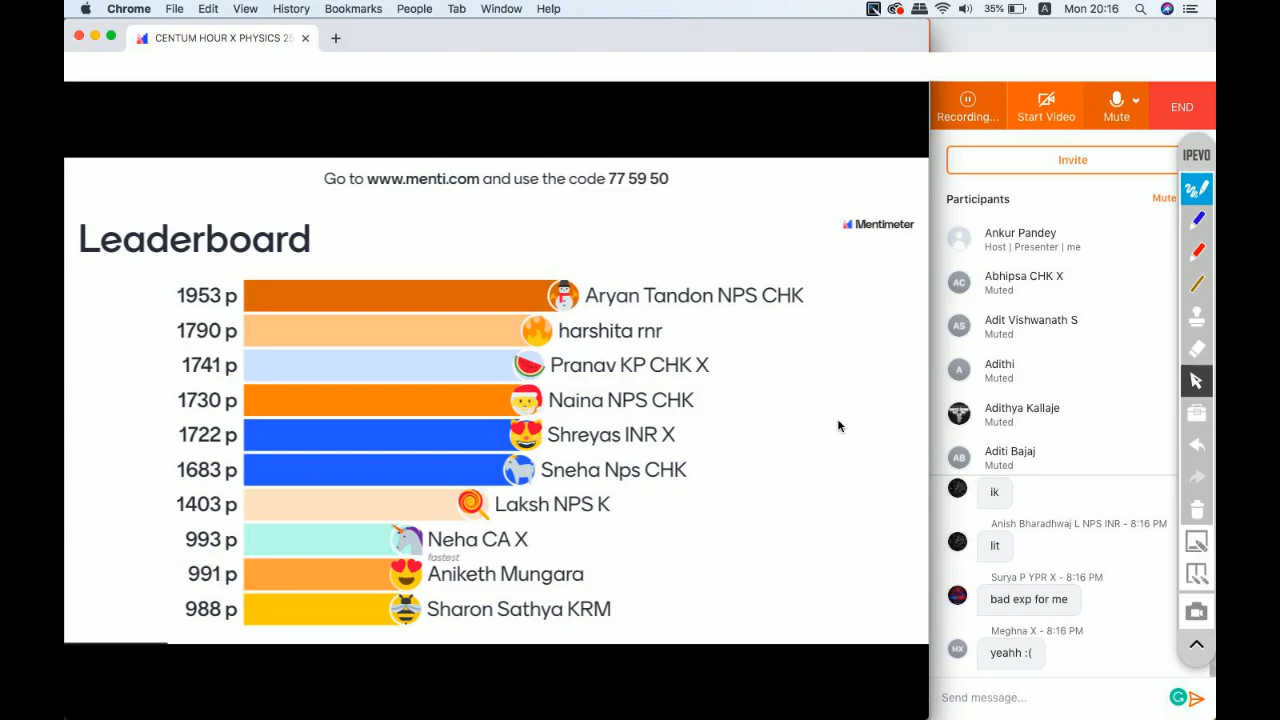 Chrome File Edit View History Bookmarks People Tab Window Help
35% A Mon 20:16
CENTUM HOUR X PHYSICS 25
Go to www.menti.com and use the code 77 59 50
Mentimeter
Leaderboard
1953 p Aryan Tandon NPS CHK
1790 p harshita rnr
1741 p Pranav KP CHK X
1730 p Naina NPS CHK
1722 p Shreyas INR X
1683 p Sneha Nps CHK
1403 p Laksh NPS K
993 p Neha CA X
fastest
991 p Aniketh Mungara
988 p Sharon Sathya KRM
Recording... Start Video Mute END
Invite
IPEVO
Participants Mute
Ankur Pandey
Host | Presenter | me
AC Abhipsa CHK X
Muted
AS Adit Vishwanath S
Muted
A Adithi
Muted
Adithya Kallaje
Muted
AB Aditi Bajaj
Muted
ik
Anish Bharadhwaj L NPS INR - 8:16 PM
lit
Surya P YPR X - 8:16 PM
bad exp for me
Meghna X - 8:16 PM
MX yeahh :(
Send message...